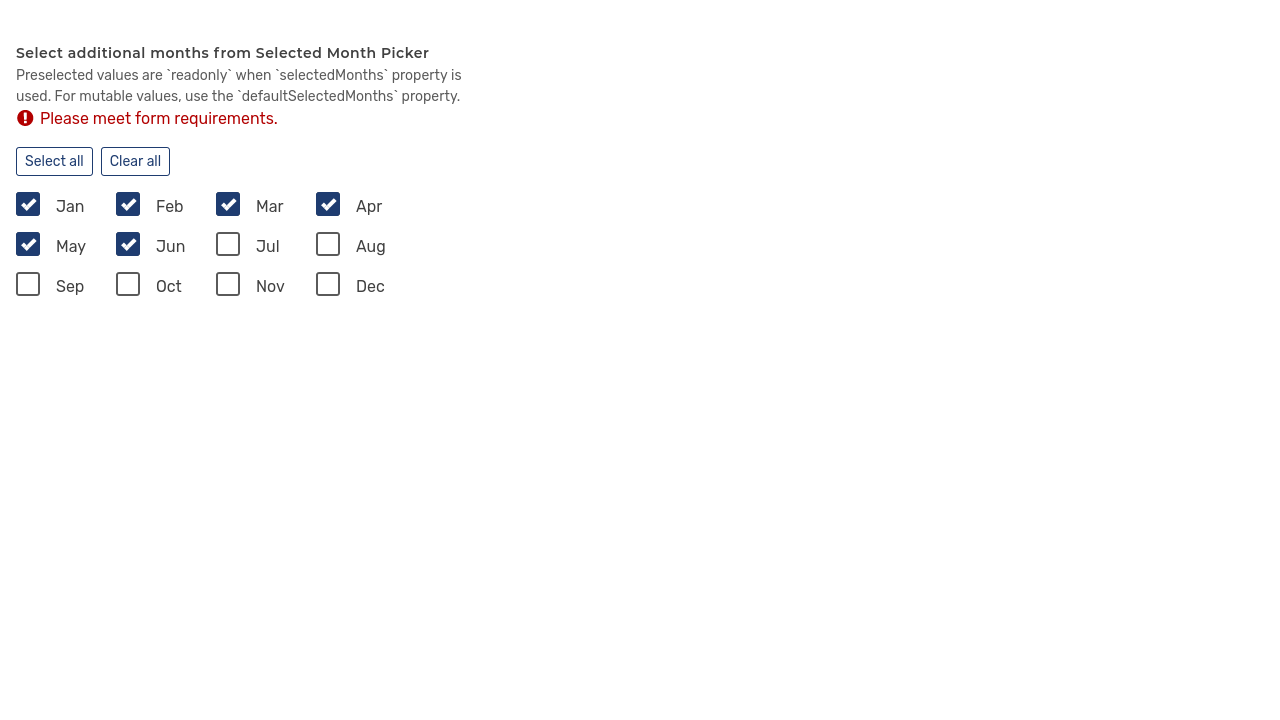 Select additional months from Selected Month Picker
Preselected values are `readonly` when `selectedMonths` property is
used. For mutable values, use the `defaultSelectedMonths` property.
Please meet form requirements.
Select all Clear all
Jan Feb Mar Apr
May Jun Jul Aug
Sep Oct Nov Dec